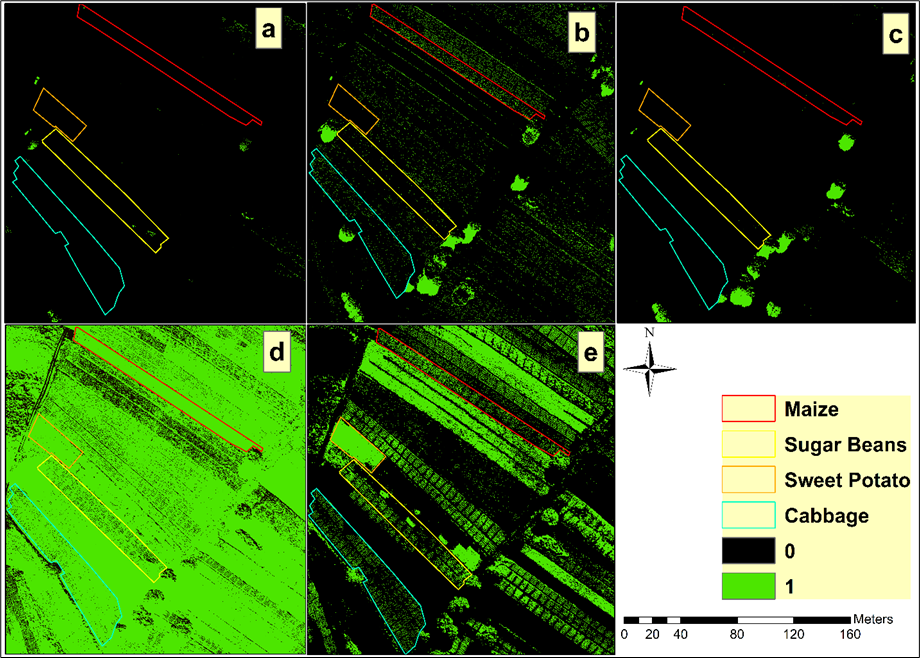 a
b
c
d
e
N
Maize
Sugar Beans
Sweet Potato
Cabbage
0
1
Meters
0 20 40 80 120 160